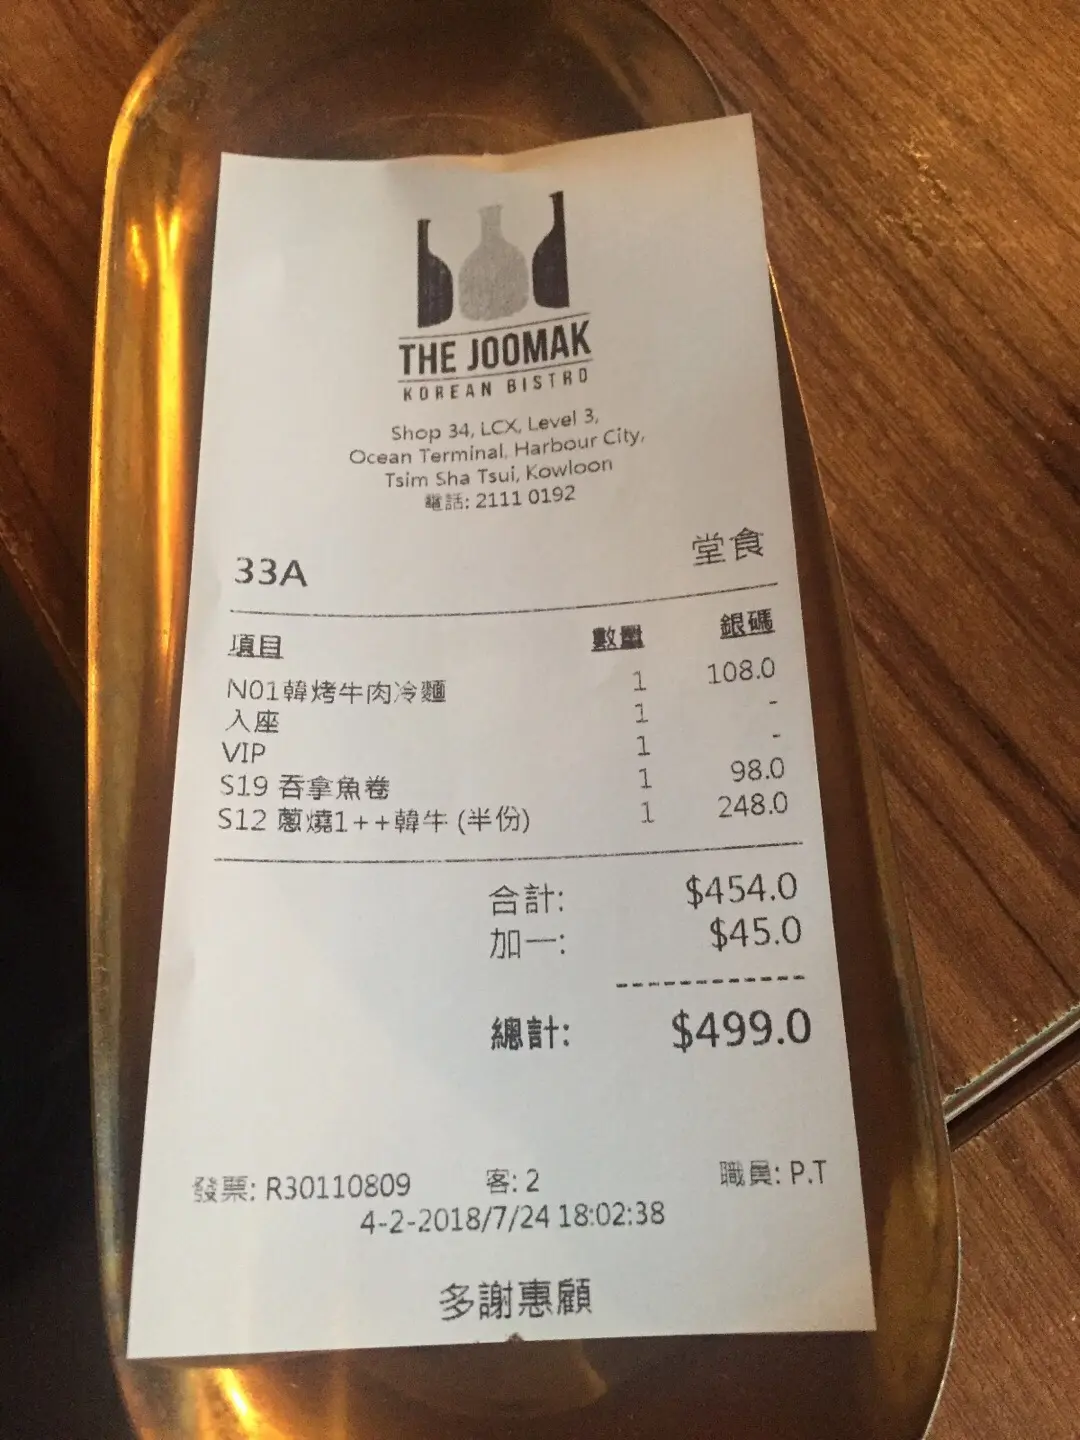 THE JOOMAK
KOREAN BISTRO
Shop 34, LCX, Level 3,
Ocean Terminal, Harbour City,
Tsim Sha Tsui, Kowloon
電話: 2111 0192
33A 堂食
項目 數量 銀碼
N01韓烤牛肉冷麵 1 108.0
入座 1 -
VIP 1 -
S19 吞拿魚卷 1 98.0
S12 蔥燒1++韓牛 (半份) 1 248.0
合計: $454.0
加一: $45.0
------------
總計: $499.0
發票: R30110809 客: 2 職員: P.T
4-2-2018/7/24 18:02:38
多謝惠顧